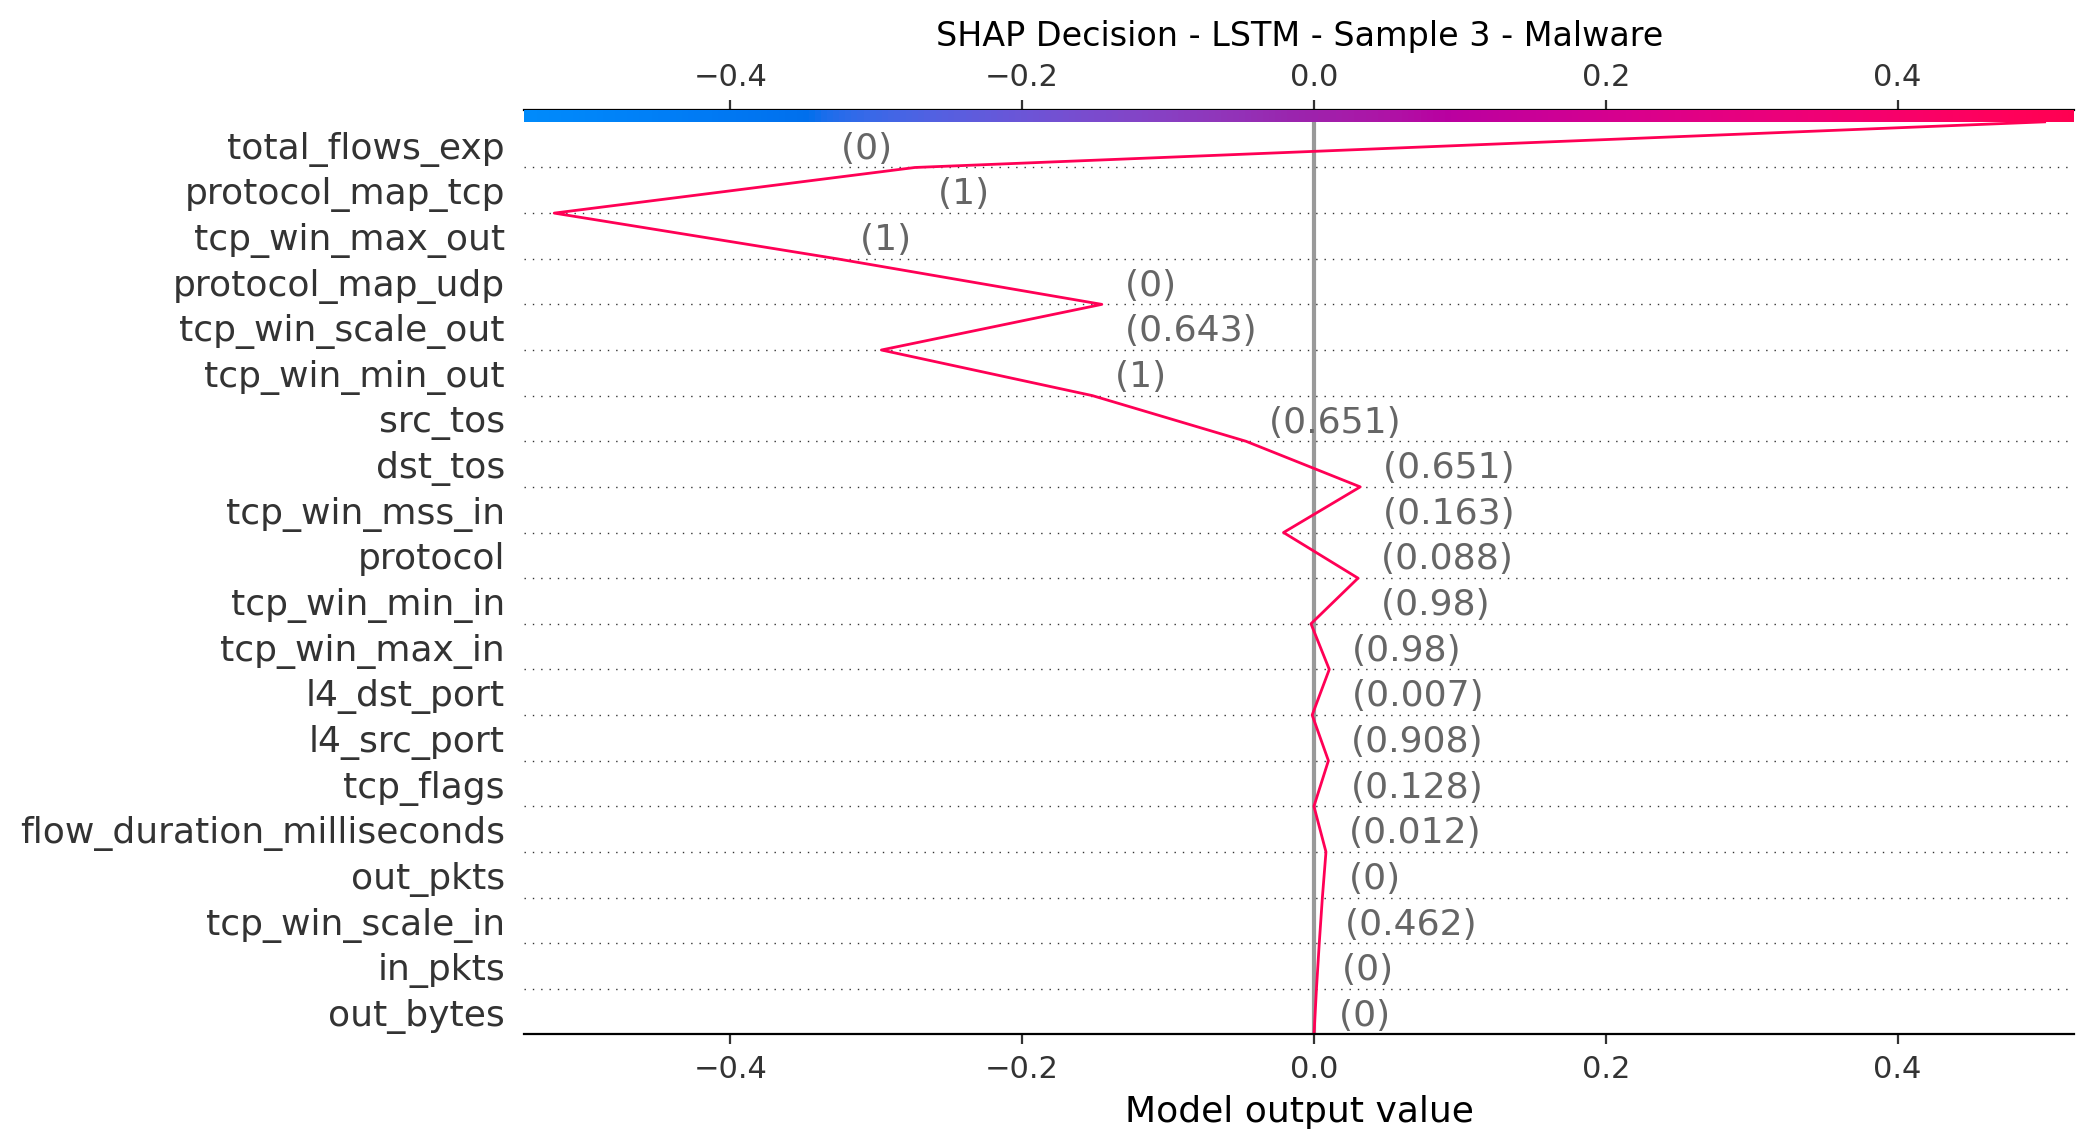 SHAP Decision - LSTM - Sample 3 - Malware
−0.4 −0.2 0.0 0.2 0.4
total_flows_exp (0)
protocol_map_tcp (1)
tcp_win_max_out (1)
protocol_map_udp (0)
tcp_win_scale_out (0.643)
tcp_win_min_out (1)
src_tos (0.651)
dst_tos (0.651)
tcp_win_mss_in (0.163)
protocol (0.088)
tcp_win_min_in (0.98)
tcp_win_max_in (0.98)
l4_dst_port (0.007)
l4_src_port (0.908)
tcp_flags (0.128)
flow_duration_milliseconds (0.012)
out_pkts (0)
tcp_win_scale_in (0.462)
in_pkts (0)
out_bytes (0)
−0.4 −0.2 0.0 0.2 0.4
Model output value